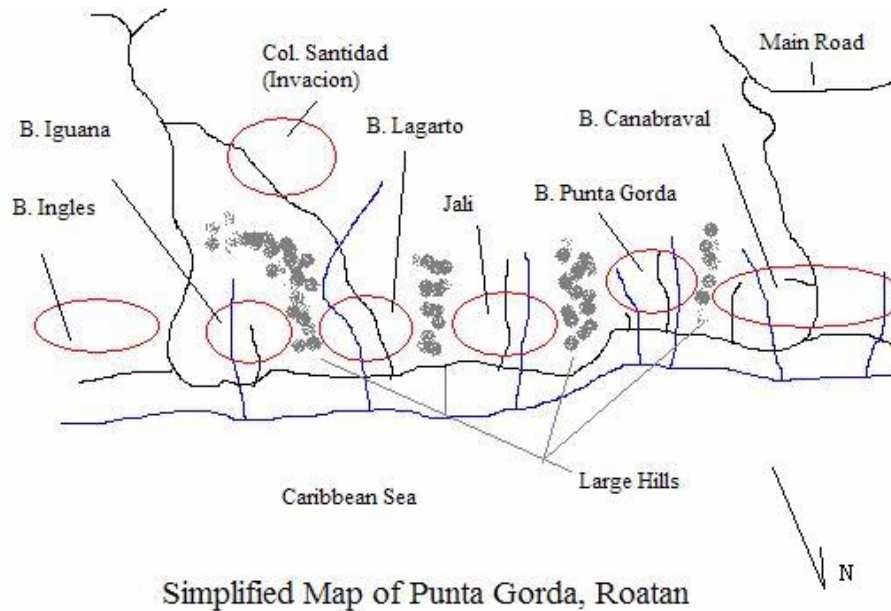 Col. Santidad
(Invacion)
Main Road
B. Iguana
B. Lagarto
B. Canabraval
B. Ingles
Jali
B. Punta Gorda
Large Hills
Caribbean Sea
N
Simplified Map of Punta Gorda, Roatan